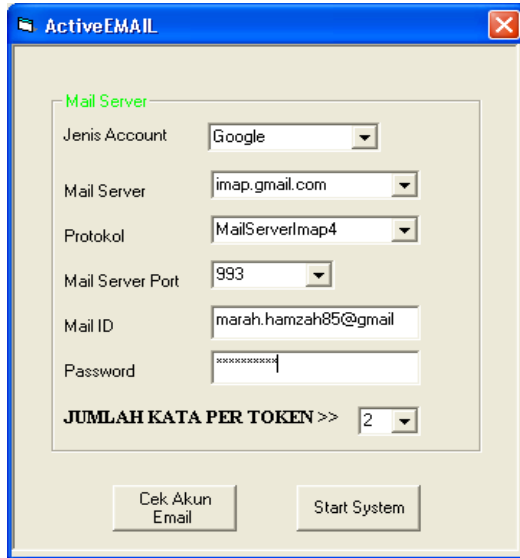 ActiveEMAIL
Mail Server
Jenis Account Google
Mail Server imap.gmail.com
Protokol MailServerImap4
Mail Server Port 993
Mail ID marah.hamzah85@gmail
Password **********
JUMLAH KATA PER TOKEN >> 2
Cek Akun
Email
Start System